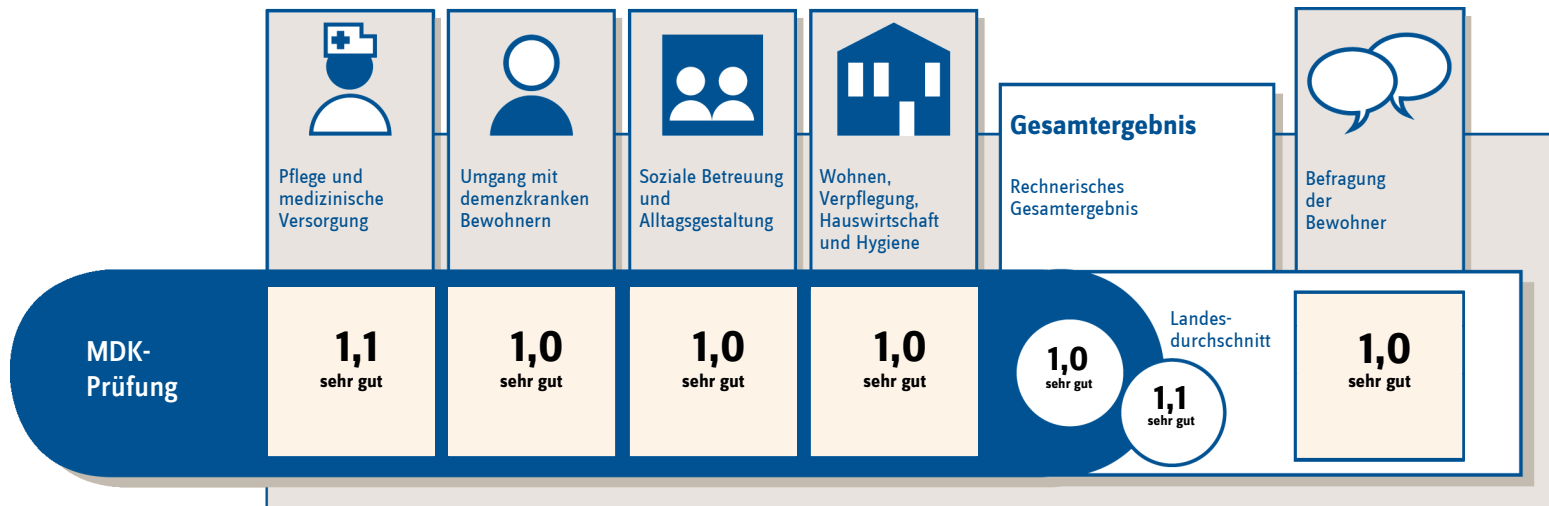 Pflege und
medizinische
Versorgung
Umgang mit
demenzkranken
Bewohnern
Soziale Betreuung
und
Alltagsgestaltung
Wohnen,
Verpflegung,
Hauswirtschaft
und Hygiene
Gesamtergebnis
Rechnerisches
Gesamtergebnis
Befragung
der
Bewohner
MDK-
Prüfung
1,1
sehr gut
1,0
sehr gut
1,0
sehr gut
1,0
sehr gut
1,0
sehr gut
Landes-
durchschnitt
1,1
sehr gut
1,0
sehr gut